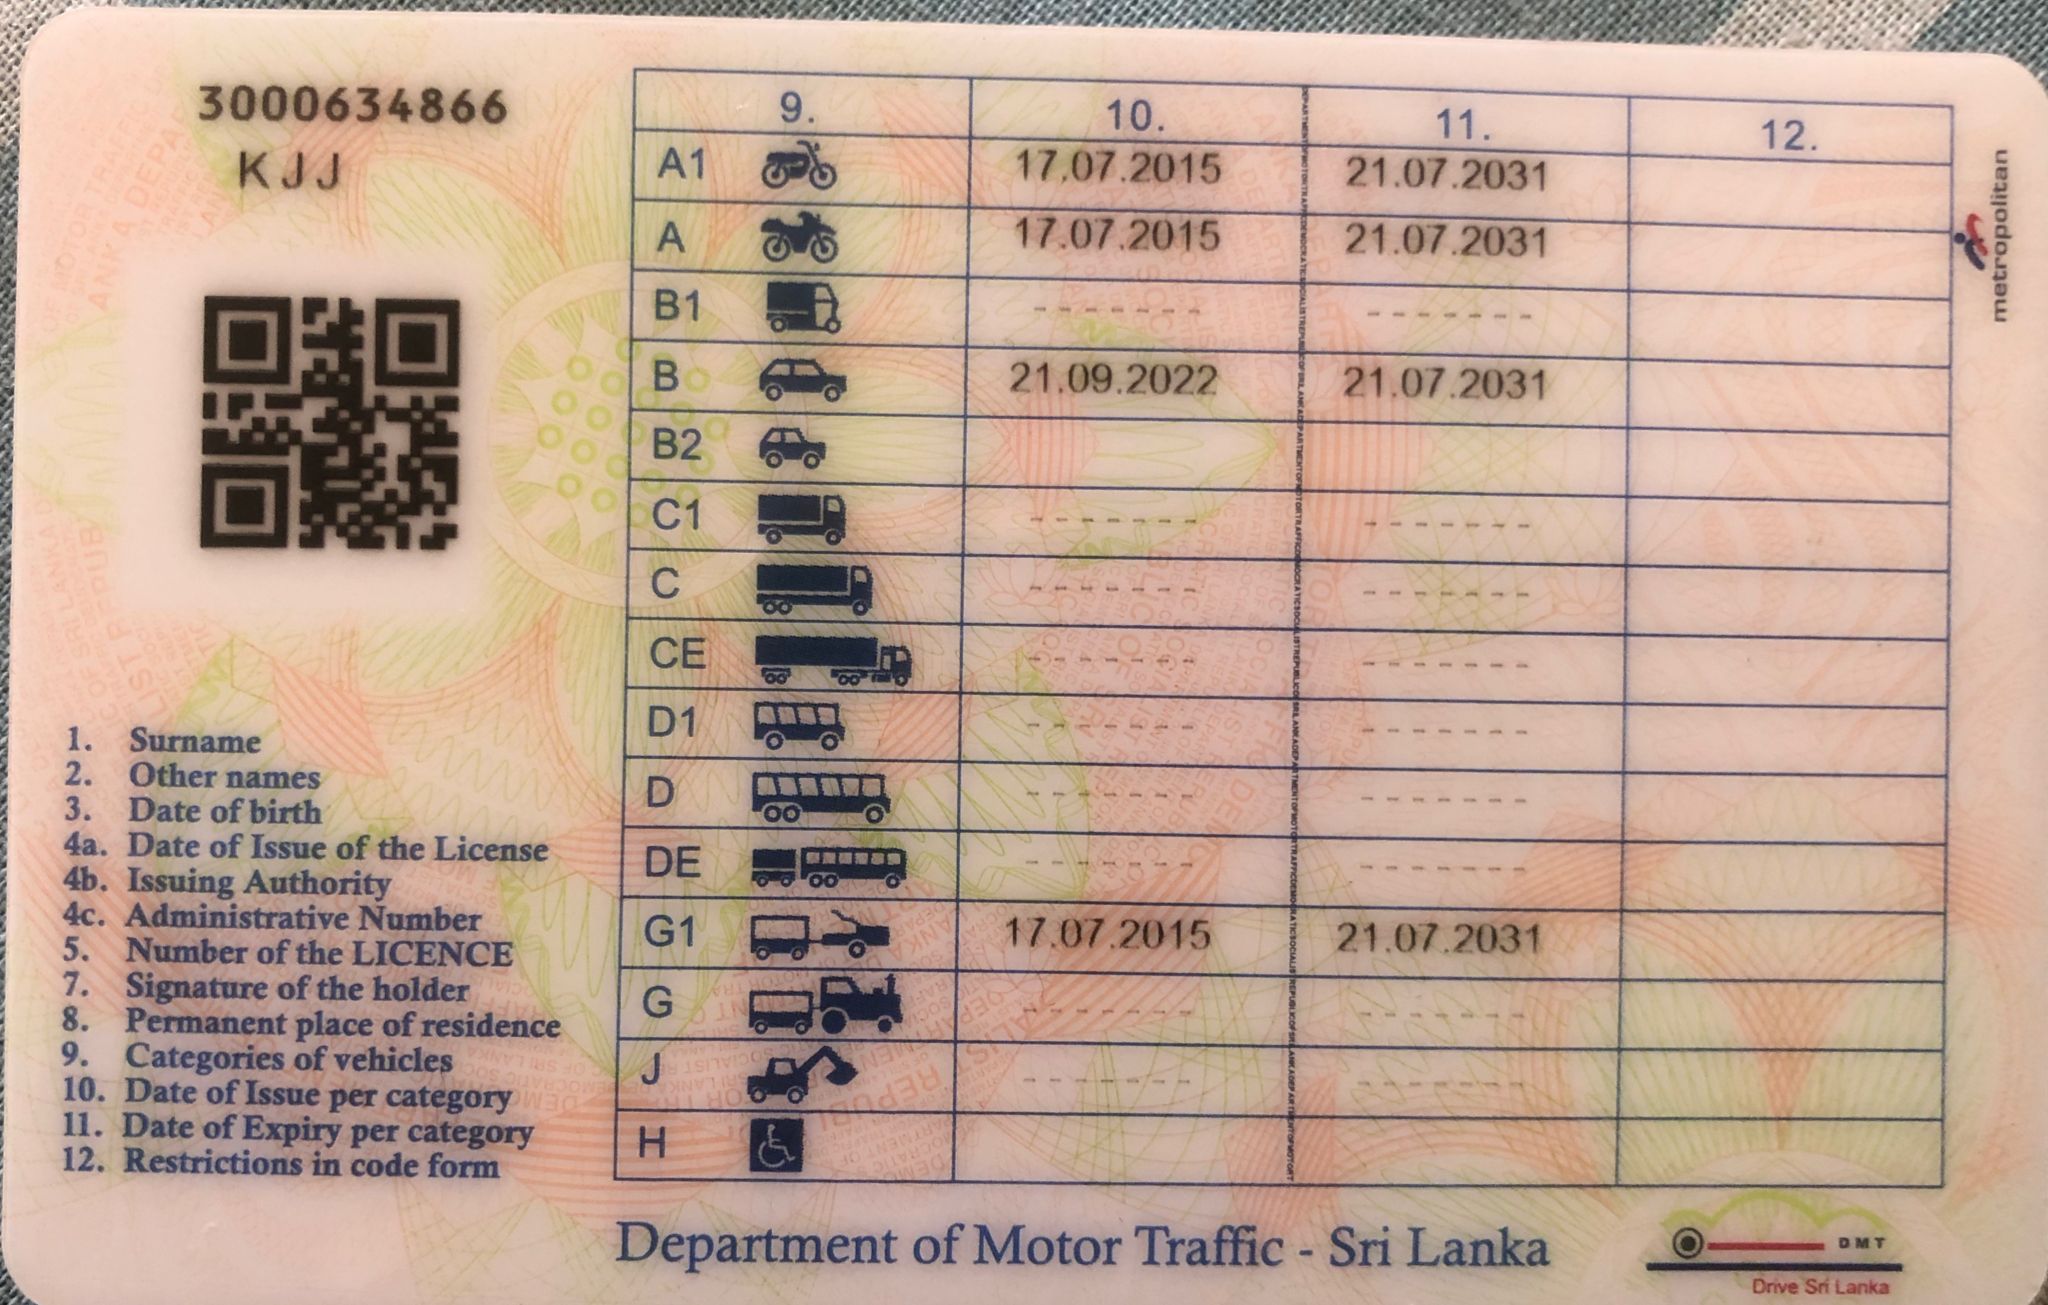 3000634866
KJJ
9. 10. 11. 12.
A1 17.07.2015 21.07.2031
A 17.07.2015 21.07.2031
B1 ------- -------
B 21.09.2022 21.07.2031
B2
C1 ------- -------
C ------- -------
CE ------- -------
D1 ------- -------
D ------- -------
DE ------- -------
G1 17.07.2015 21.07.2031
G ------- -------
J ------- -------
H
metropolitan
1. Surname
2. Other names
3. Date of birth
4a. Date of Issue of the License
4b. Issuing Authority
4c. Administrative Number
5. Number of the LICENCE
7. Signature of the holder
8. Permanent place of residence
9. Categories of vehicles
10. Date of Issue per category
11. Date of Expiry per category
12. Restrictions in code form
Department of Motor Traffic - Sri Lanka
DMT
Drive Sri Lanka